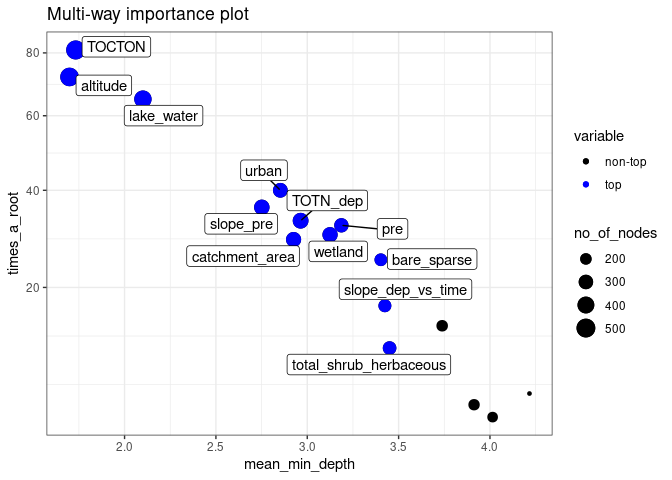 Multi-way importance plot
times_a_root
80
60
40
20
TOCTON
altitude
lake_water
urban
TOTN_dep
slope_pre
pre
catchment_area
wetland
bare_sparse
slope_dep_vs_time
total_shrub_herbaceous
2.0 2.5 3.0 3.5 4.0
mean_min_depth
variable
non-top
top
no_of_nodes
200
300
400
500